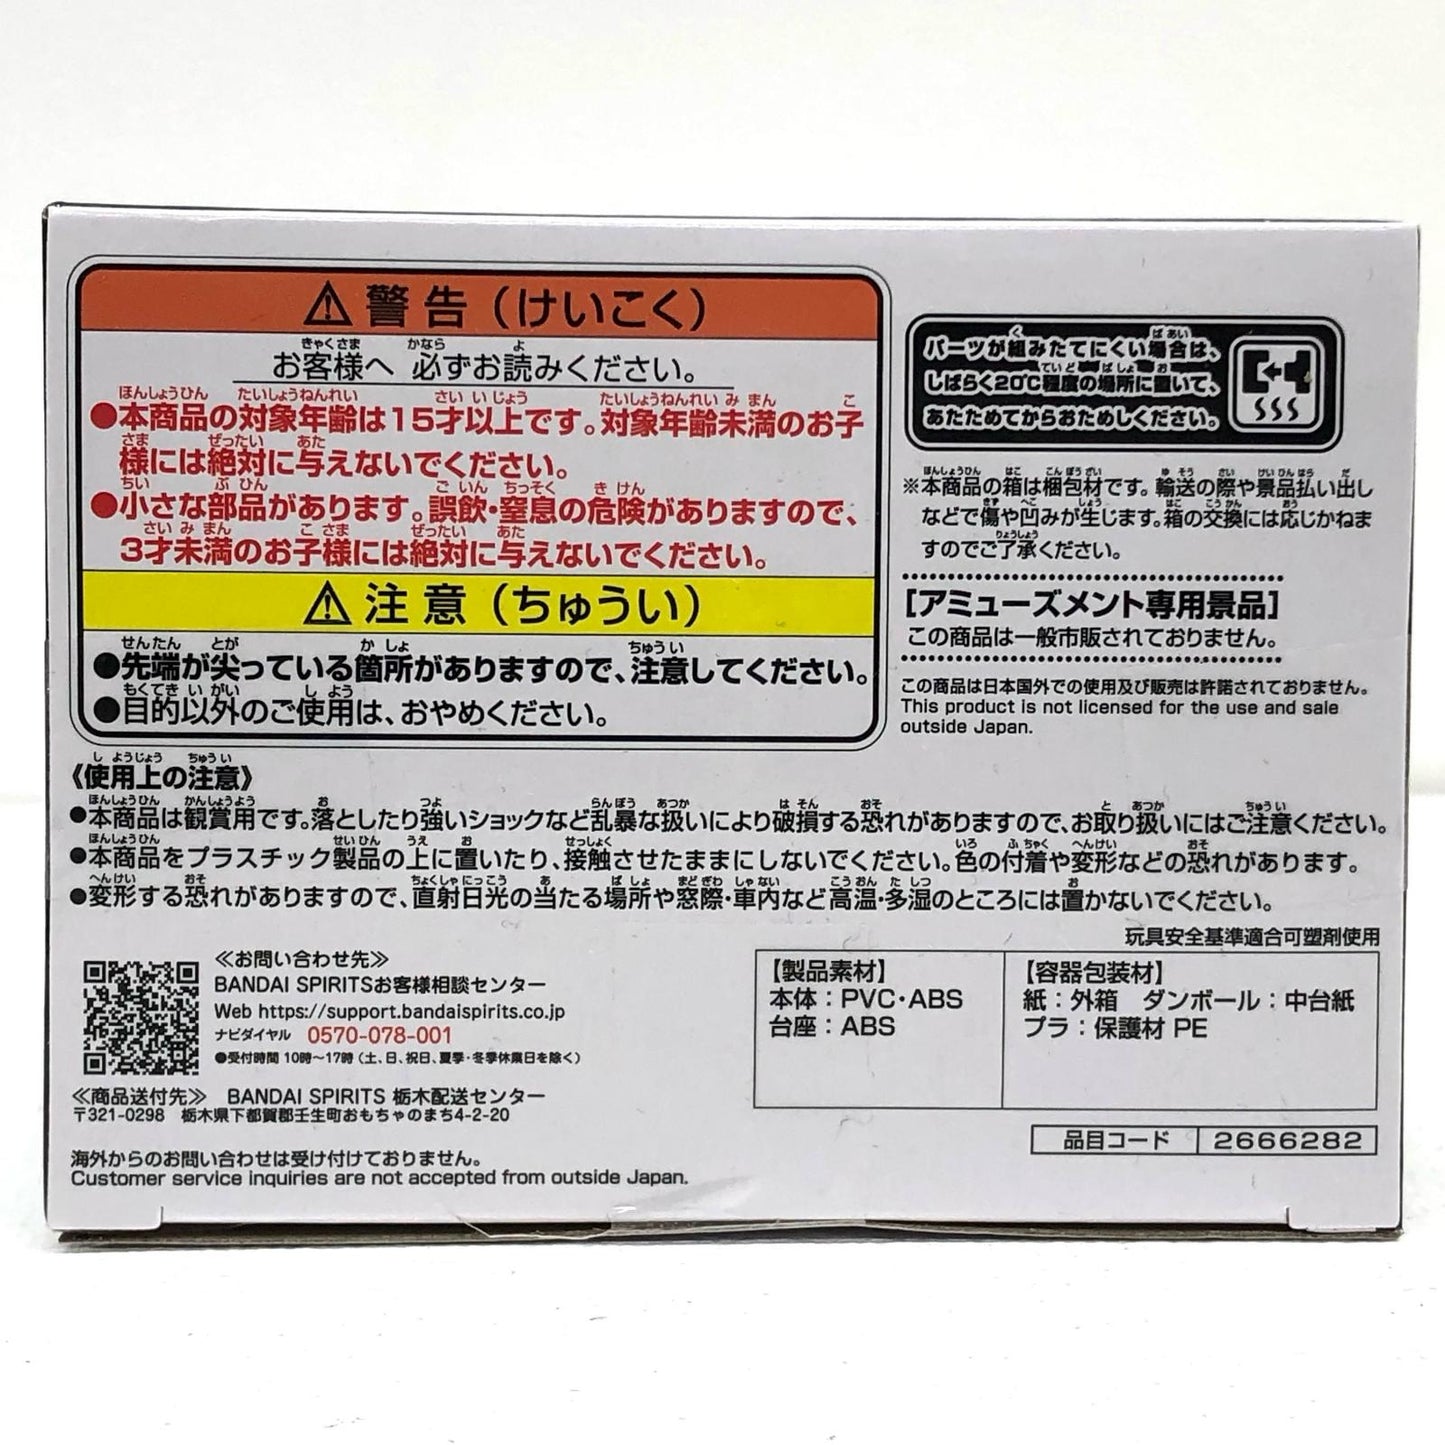 ⚠警告（けいこく）
お客様へ 必ずお読みください。
●本商品の対象年齢は15才以上です。対象年齢未満のお子
様には絶対に与えないでください。
●小さな部品があります。誤飲・窒息の危険がありますので、
3才未満のお子様には絶対に与えないでください。
⚠注意（ちゅうい）
●先端が尖っている箇所がありますので、注意してください。
●目的以外のご使用は、おやめください。
パーツが組みたてにくい場合は、
しばらく20℃程度の場所に置いて、
あたためてからおためしください。
※本商品の箱は梱包材です。輸送の際や景品払い出し
などで傷や凹みが生じます。箱の交換には応じかねま
すのでご了承ください。
[アミューズメント専用景品]
この商品は一般市販されておりません。
この商品は日本国外での使用及び販売は許諾されておりません。
This product is not licensed for the use and sale
outside Japan.
《使用上の注意》
●本商品は観賞用です。落としたり強いショックなど乱暴な扱いにより破損する恐れがありますので、お取り扱いにはご注意ください。
●本商品をプラスチック製品の上に置いたり、接触させたままにしないでください。色の付着や変形などの恐れがあります。
●変形する恐れがありますので、直射日光の当たる場所や窓際・車内など高温・多湿のところには置かないでください。
玩具安全基準適合可塑剤使用
≪お問い合わせ先≫
BANDAI SPIRITSお客様相談センター
Web https://support.bandaispirits.co.jp
ナビダイヤル 0570-078-001
●受付時間 10時～17時（土、日、祝日、夏季・冬季休業日を除く）
≪商品送付先≫ BANDAI SPIRITS 栃木配送センター
〒321-0298 栃木県下都賀郡壬生町おもちゃのまち4-2-20
海外からのお問い合わせは受け付けておりません。
Customer service inquiries are not accepted from outside Japan.
【製品素材】
本体：PVC・ABS
台座：ABS
【容器包装材】
紙：外箱 ダンボール：中台紙
プラ：保護材 PE
品目コード 2666282